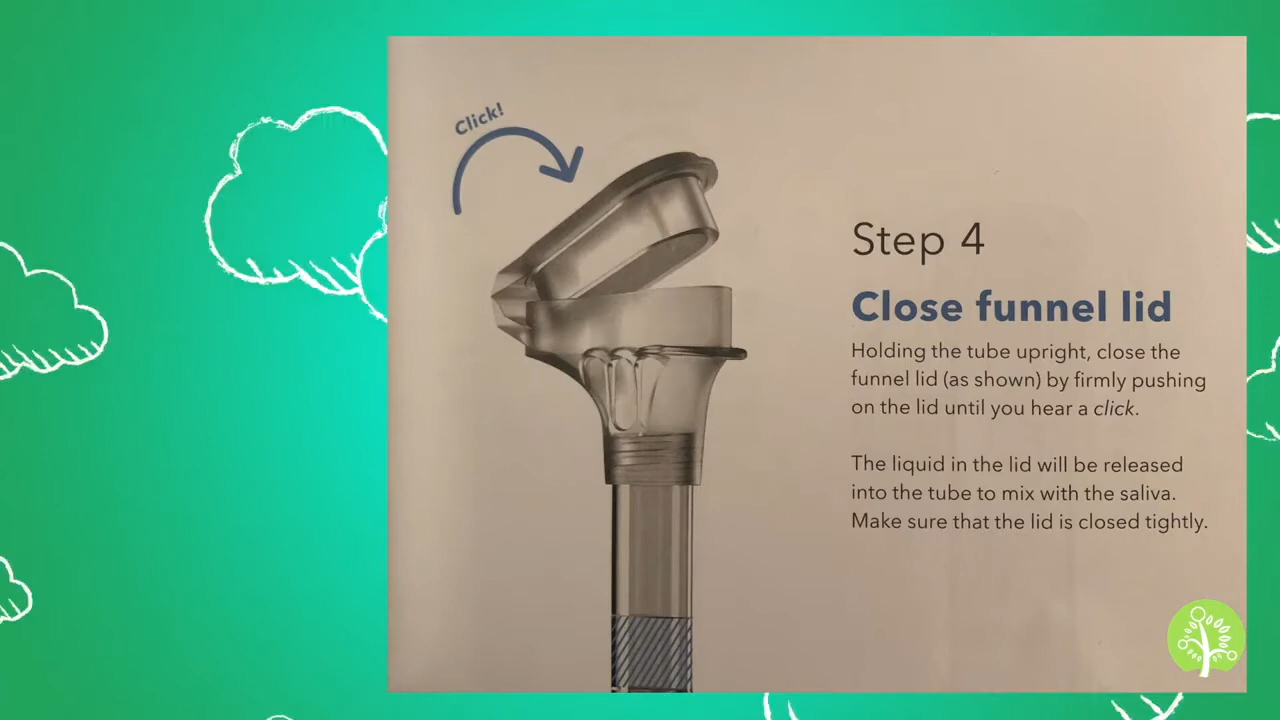 Click!
Step 4
Close funnel lid
Holding the tube upright, close the
funnel lid (as shown) by firmly pushing
on the lid until you hear a click.
The liquid in the lid will be released
into the tube to mix with the saliva.
Make sure that the lid is closed tightly.